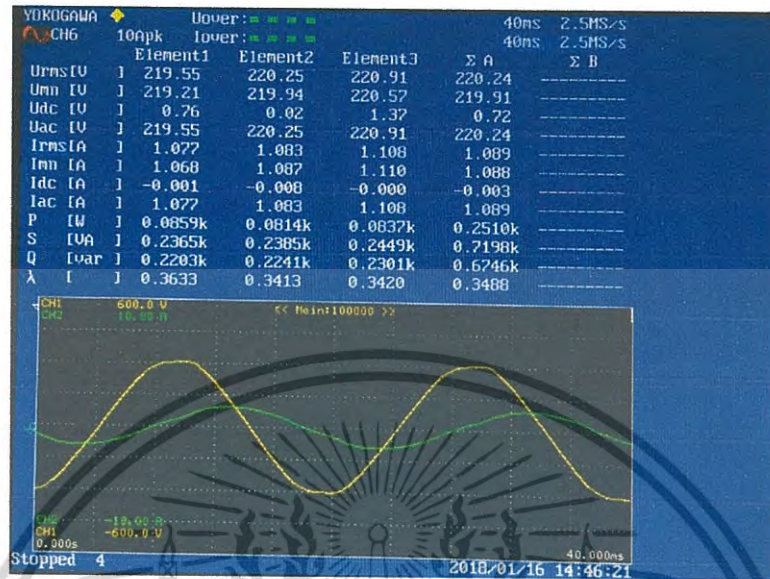 YOKOGAWA Uover: 40ms 2.5MS/s
CH6 10Apk Iover: 40ms 2.5MS/s
Element1 Element2 Element3 Σ A Σ B
Urms[V ] 219.55 220.25 220.91 220.24 ------
Umn [V ] 219.21 219.94 220.57 219.91 ------
Udc [V ] 0.76 0.02 1.37 0.72 ------
Uac [V ] 219.55 220.25 220.91 220.24 ------
Irms[A ] 1.077 1.083 1.108 1.089 ------
Imn [A ] 1.068 1.087 1.110 1.088 ------
Idc [A ] -0.001 -0.008 -0.000 -0.003 ------
Iac [A ] 1.077 1.083 1.108 1.089 ------
P [W ] 0.0859k 0.0814k 0.0837k 0.2510k ------
S [VA ] 0.2365k 0.2385k 0.2449k 0.7198k ------
Q [var ] 0.2203k 0.2241k 0.2301k 0.6746k ------
λ [ ] 0.3633 0.3413 0.3420 0.3488 ------
CH1 600.0 V << Main:100000 >>
CH2 10.00 A
CH2 -10.00 A
CH1 -600.0 V
0.000s 40.000ms
Stopped 4 2018/01/16 14:46:21